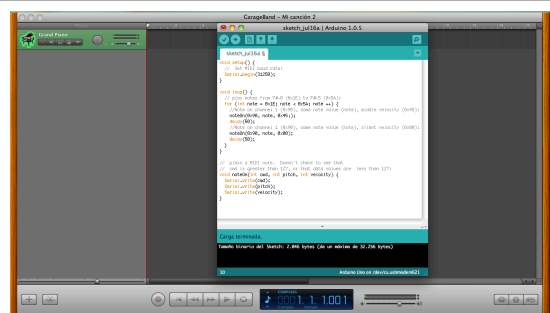 GarageBand - Mi canción 2
Grand Piano
sketch_jul16a | Arduino 1.0.5
sketch_jul16a §
void setup() {
//  Set MIDI baud rate:
Serial.begin(31250);
}
void loop() {
// play notes from F#-0 (0x1E) to F#-5 (0x5A):
for (int note = 0x1E; note < 0x5A; note ++) {
//Note on channel 1 (0x90), some note value (note), middle velocity (0x45):
noteOn(0x90, note, 0x45);
delay(50);
//Note on channel 1 (0x90), some note value (note), silent velocity (0x00):
noteOn(0x90, note, 0x00);
delay(50);
}
}
//  plays a MIDI note.  Doesn't check to see that
//  cmd is greater than 127, or that data values are  less than 127:
void noteOn(int cmd, int pitch, int velocity) {
Serial.write(cmd);
Serial.write(pitch);
Serial.write(velocity);
}
Carga terminada.
Tamaño binario del Sketch: 2.046 bytes (de un máximo de 32.256 bytes)
Arduino Uno on /dev/cu.usbmodem621
COMPASES
1. 1. 1.001